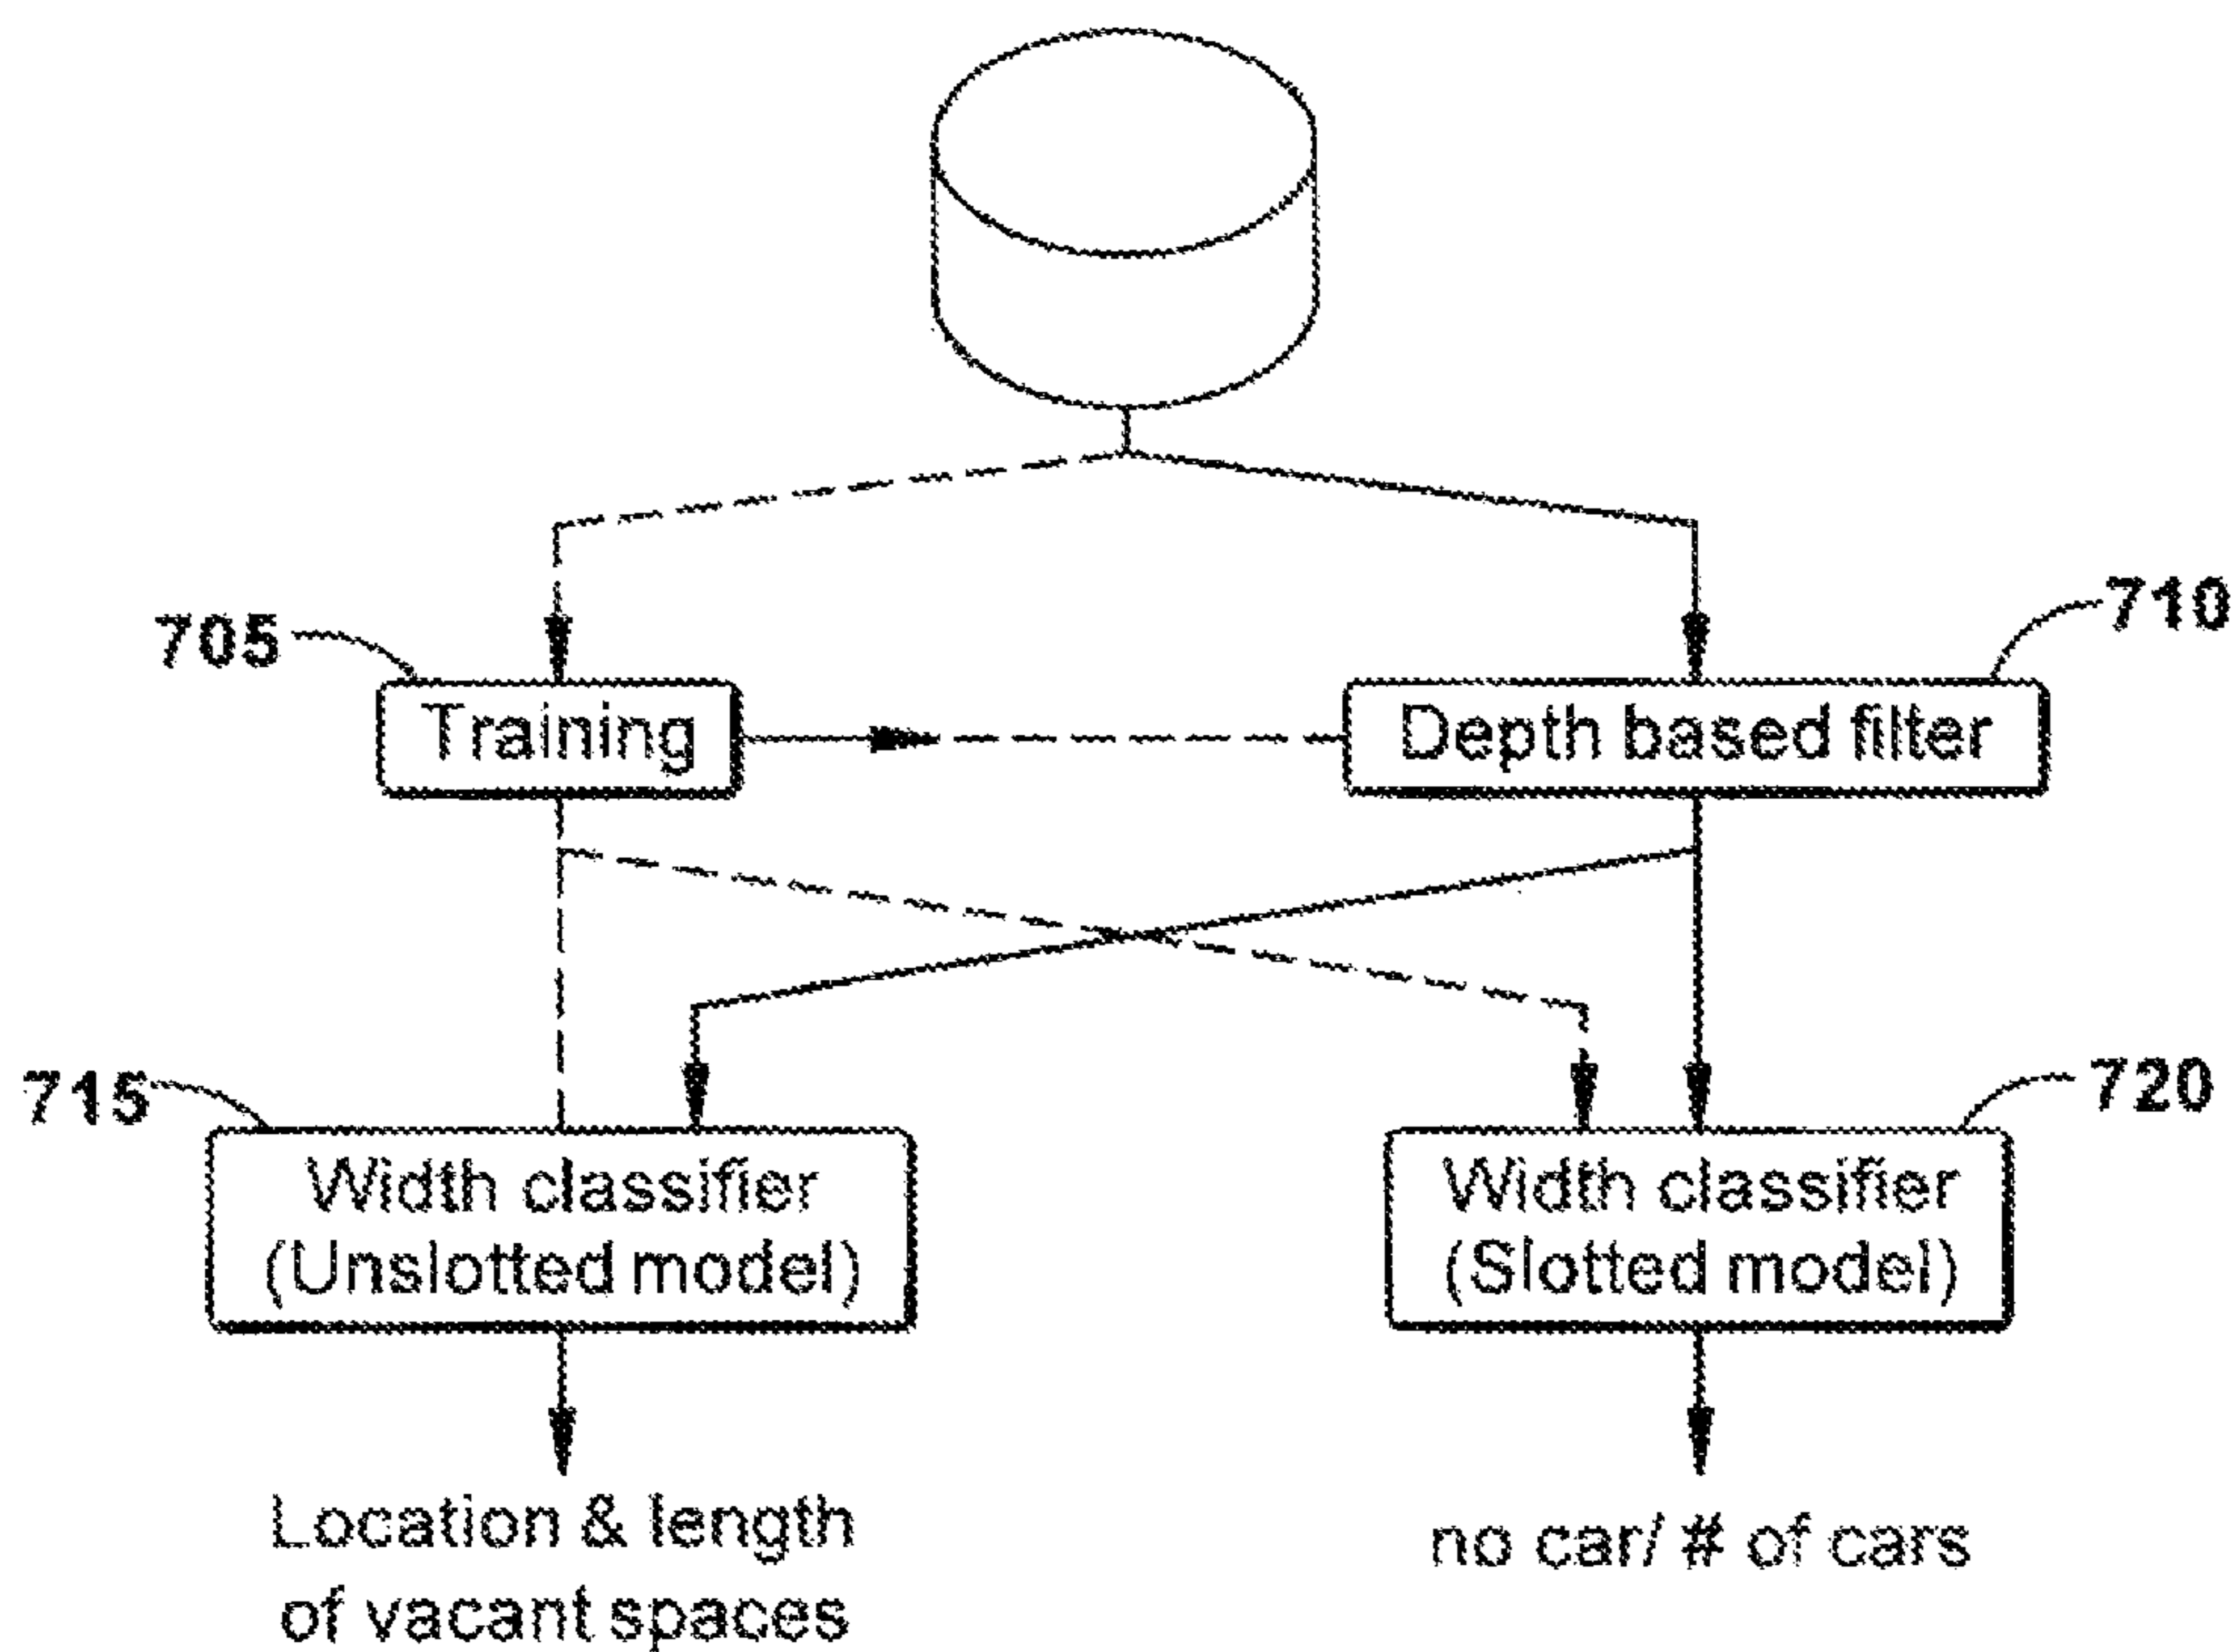 710
705
Training
Depth based filter
715
720
Width classifier
(Unslotted model)
Width classifier
(Slotted model)
Location & length
of vacant spaces
no car/ # of cars